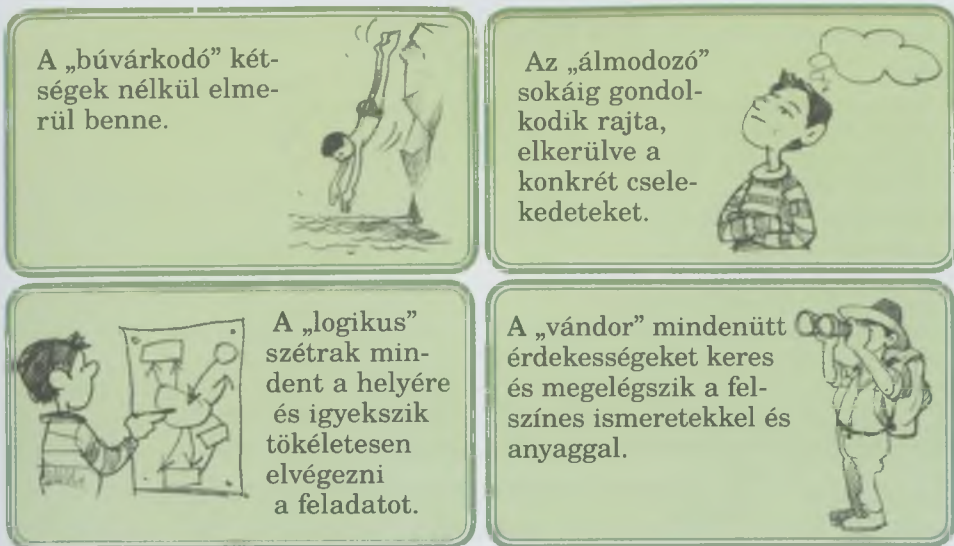 A „búvárkodó” két-
ségek nélkül elme-
rül benne.
Az „álmodozó”
sokáig gondol-
kodik rajta,
elkerülve a
konkrét csele-
kedeteket.
A „logikus”
szétrak min-
dent a helyére
és igyekszik
tökéletesen
elvégezni
a feladatot.
A „vándor” mindenütt
érdekességeket keres
és megelégszik a fel-
színes ismeretekkel és
anyaggal.